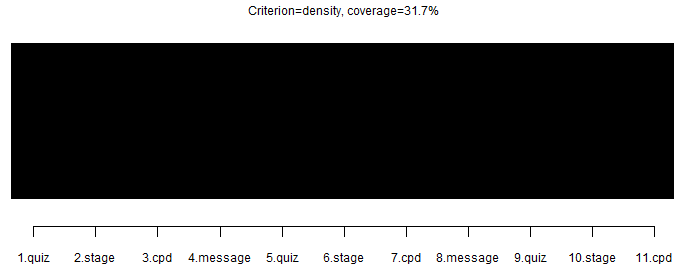 Criterion=density, coverage=31.7%
1.quiz 2.stage 3.cpd 4.message 5.quiz 6.stage 7.cpd 8.message 9.quiz 10.stage 11.cpd